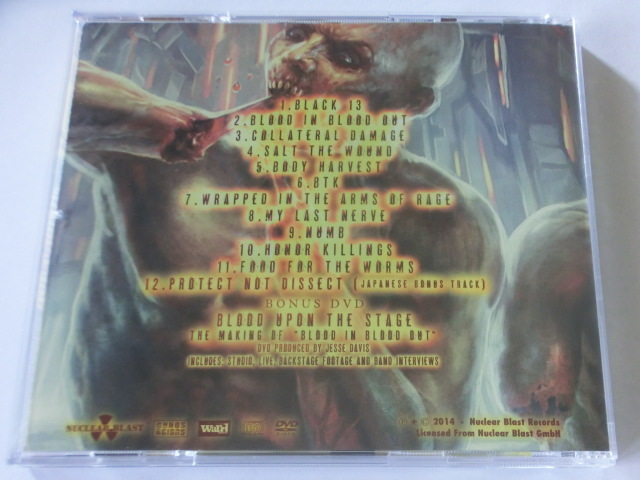 1.BLACK 13
2.BLOOD IN BLOOD OUT
3.COLLATERAL DAMAGE
4.SALT THE WOUND
5.BODY HARVEST
6.BTK
7.WRAPPED IN THE ARMS OF RAGE
8.MY LAST NERVE
9.NUMB
10.HONOR KILLINGS
11.FOOD FOR THE WORMS
12.PROTECT NOT DISSECT (JAPANESE BONUS TRACK)
BONUS DVD
BLOOD UPON THE STAGE
THE MAKING OF "BLOOD IN BLOOD OUT"
DVD PRODUCED BY JESSE DAVIS
INCLUDES: STUDIO, LIVE, BACKSTAGE FOOTAGE AND BAND INTERVIEWS
NUCLEAR BLAST
WARD
DVD
℗ + © 2014 - Nuclear Blast Records
Licensed From Nuclear Blast GmbH